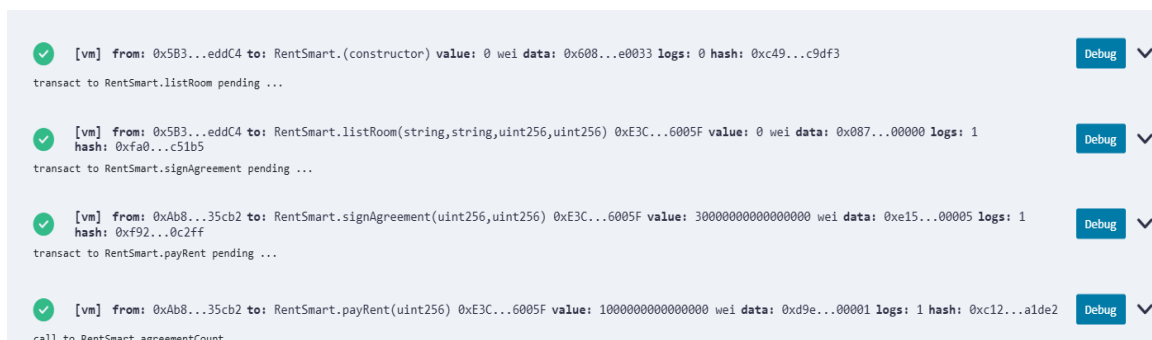 [vm] from: 0x5B3...eddC4 to: RentSmart.(constructor) value: 0 wei data: 0x608...e0033 logs: 0 hash: 0xc49...c9df3 Debug
transact to RentSmart.listRoom pending ...
[vm] from: 0x5B3...eddC4 to: RentSmart.listRoom(string,string,uint256,uint256) 0xE3C...6005F value: 0 wei data: 0x087...00000 logs: 1
hash: 0xfa0...c51b5 Debug
transact to RentSmart.signAgreement pending ...
[vm] from: 0xAb8...35cb2 to: RentSmart.signAgreement(uint256,uint256) 0xE3C...6005F value: 30000000000000000 wei data: 0xe15...00005 logs: 1
hash: 0xf92...0c2ff Debug
transact to RentSmart.payRent pending ...
[vm] from: 0xAb8...35cb2 to: RentSmart.payRent(uint256) 0xE3C...6005F value: 1000000000000000 wei data: 0xd9e...00001 logs: 1 hash: 0xc12...a1de2 Debug
call to RentSmart.agreementCount